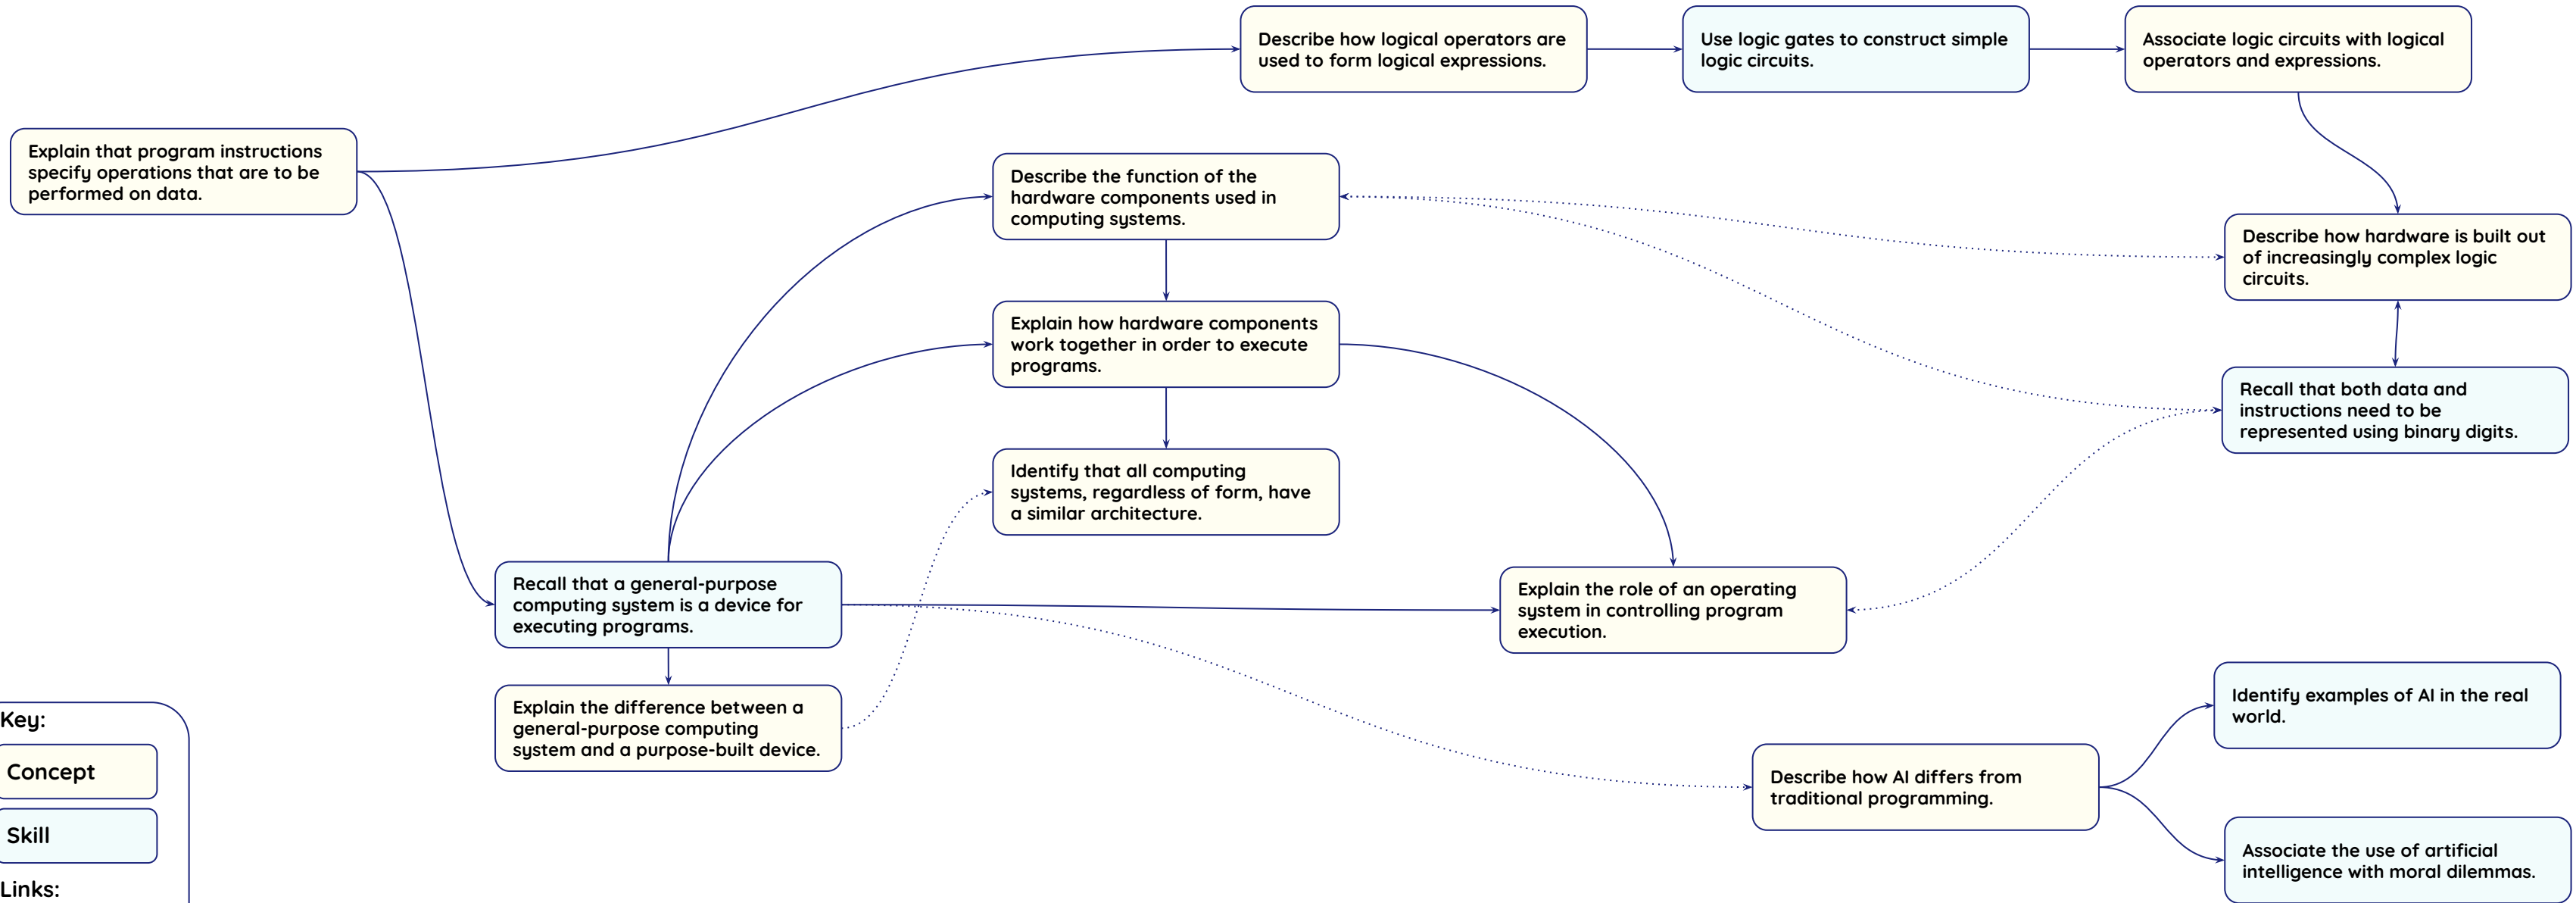 Describe how logical operators are
used to form logical expressions.
Use logic gates to construct simple
logic circuits.
Associate logic circuits with logical
operators and expressions.
Explain that program instructions
specify operations that are to be
performed on data.
Describe the function of the
hardware components used in
computing systems.
Describe how hardware is built out
of increasingly complex logic
circuits.
Explain how hardware components
work together in order to execute
programs.
Recall that both data and
instructions need to be
represented using binary digits.
Identify that all computing
systems, regardless of form, have
a similar architecture.
Recall that a general-purpose
computing system is a device for
executing programs.
Explain the role of an operating
system in controlling program
execution.
Explain the difference between a
general-purpose computing
system and a purpose-built device.
Identify examples of AI in the real
world.
Describe how AI differs from
traditional programming.
Associate the use of artificial
intelligence with moral dilemmas.
Key:
Concept
Skill
Links: